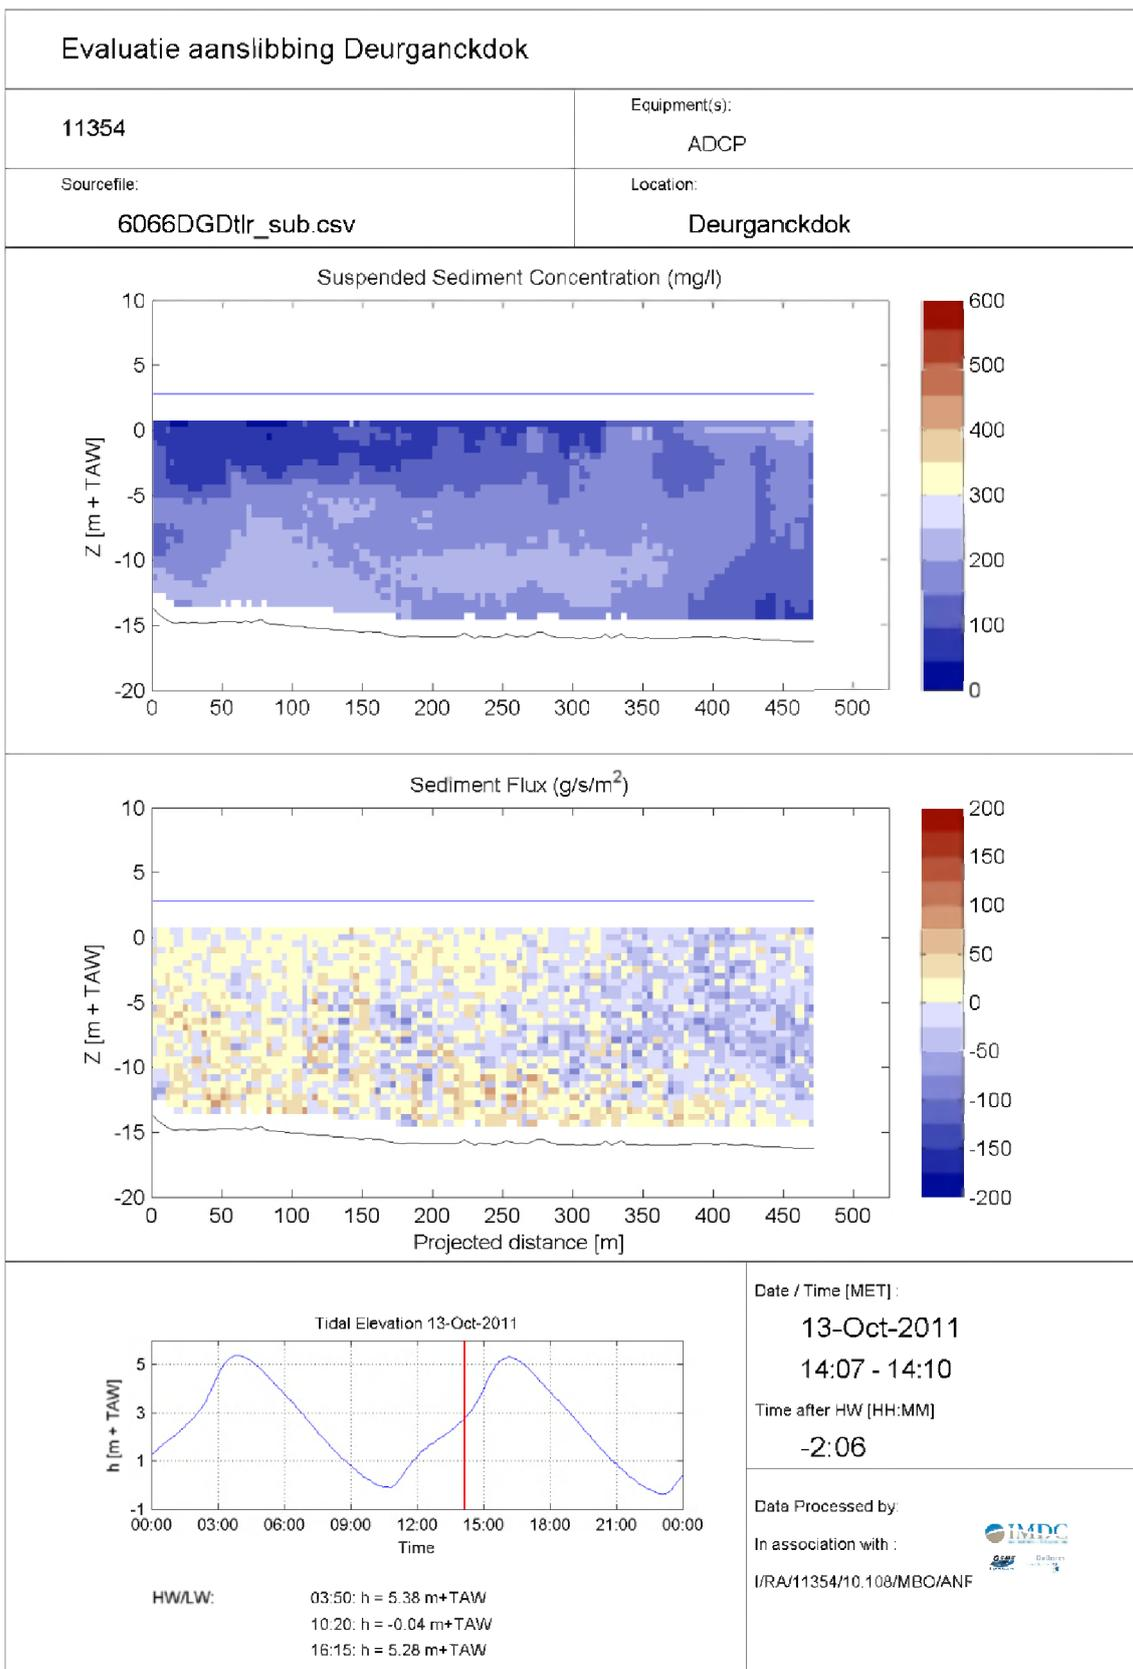 Evaluatie aanslibbing Deurganckdok
11354
Equipment(s):
ADCP
Sourcefile:
6066DGDtlr_sub.csv
Location:
Deurganckdok
Suspended Sediment Concentration (mg/l)
10
5
0
-5
-10
-15
-20
Z [m + TAW]
0 50 100 150 200 250 300 350 400 450 500
600
500
400
300
200
100
0
Sediment Flux (g/s/m²)
10
5
0
-5
-10
-15
-20
Z [m + TAW]
0 50 100 150 200 250 300 350 400 450 500
Projected distance [m]
200
150
100
50
0
-50
-100
-150
-200
Tidal Elevation 13-Oct-2011
5
3
1
-1
h [m + TAW]
00:00 03:00 06:00 09:00 12:00 15:00 18:00 21:00 00:00
Time
HW/LW:
03:50: h = 5.38 m+TAW
10:20: h = -0.04 m+TAW
16:15: h = 5.28 m+TAW
Date / Time [MET] :
13-Oct-2011
14:07 - 14:10
Time after HW [HH:MM]
-2:06
Data Processed by:
IMDC
In association with :
I/RA/11354/10.108/MBO/ANF